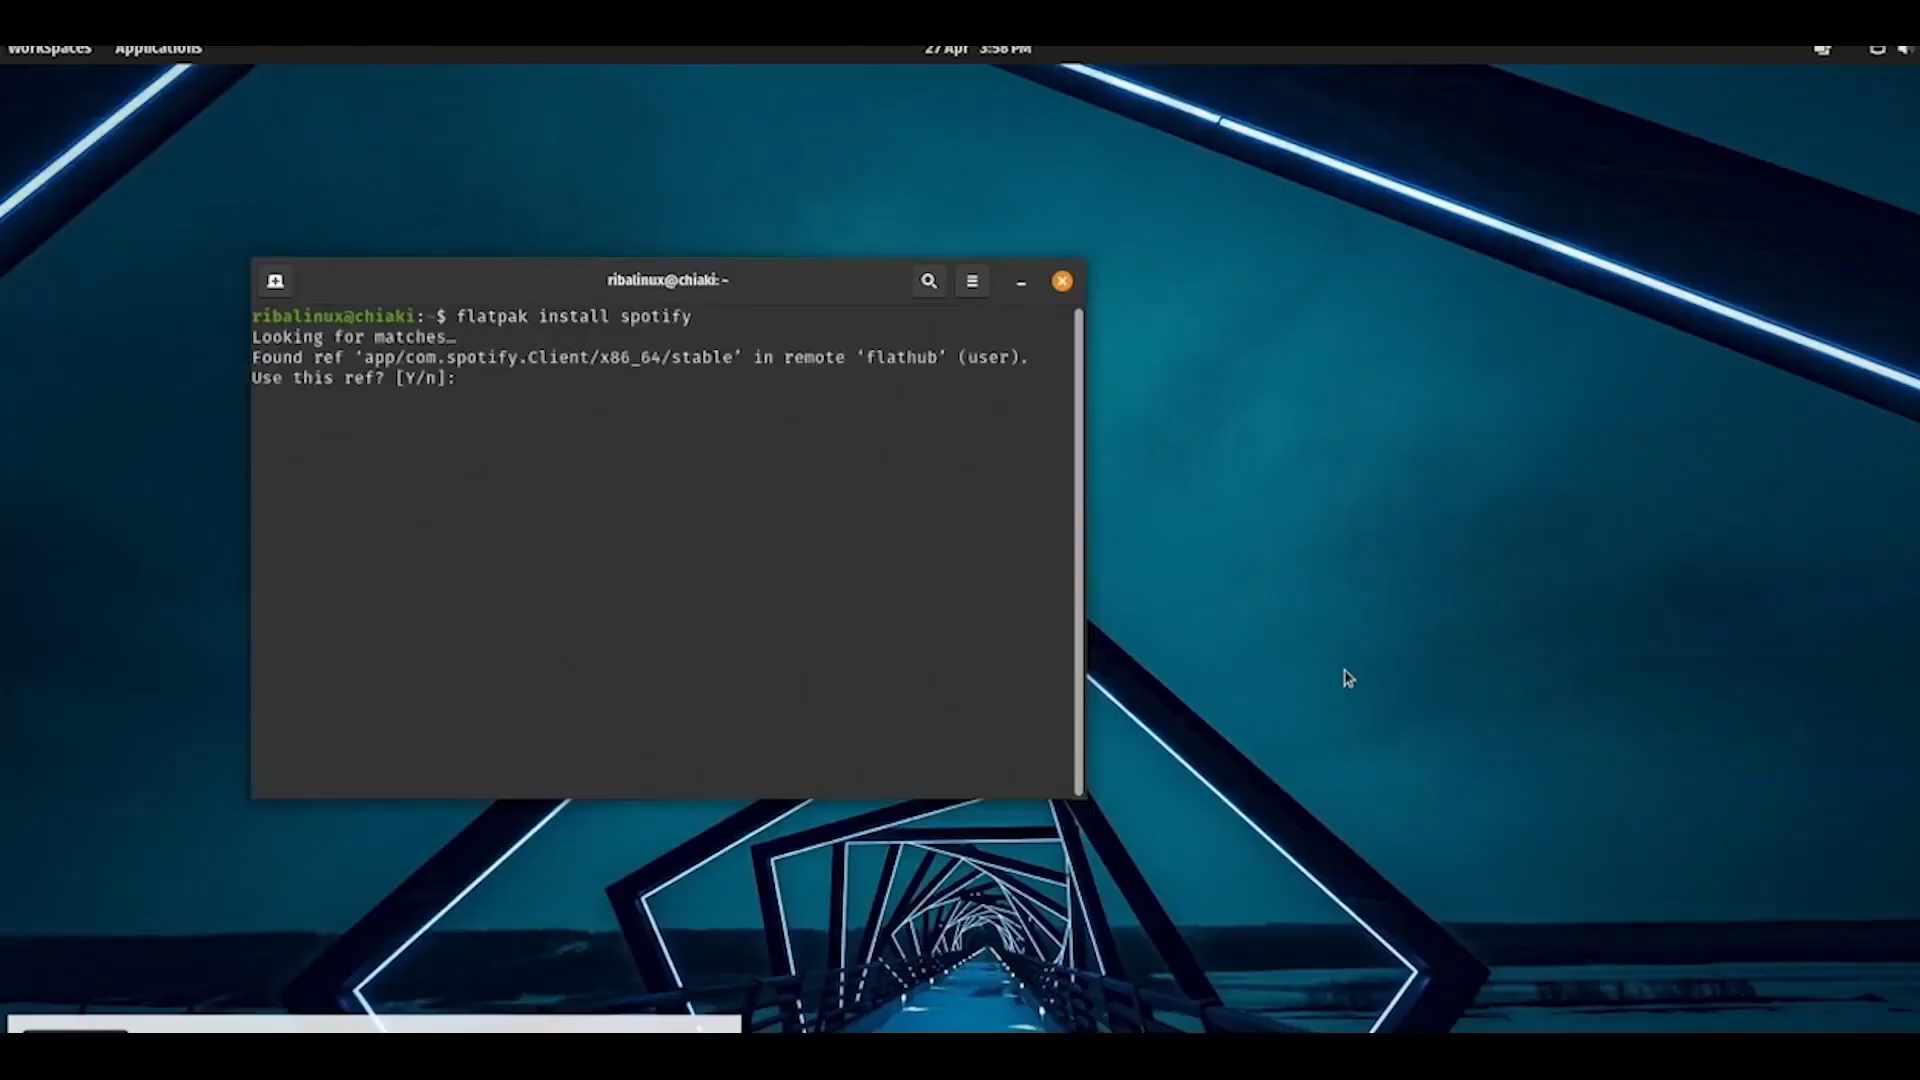 Workspaces Applications 27 Apr 3:58 PM
ribalinux@chiaki: ~
ribalinux@chiaki:~$ flatpak install spotify
Looking for matches…
Found ref ‘app/com.spotify.Client/x86_64/stable’ in remote ‘flathub’ (user).
Use this ref? [Y/n]: